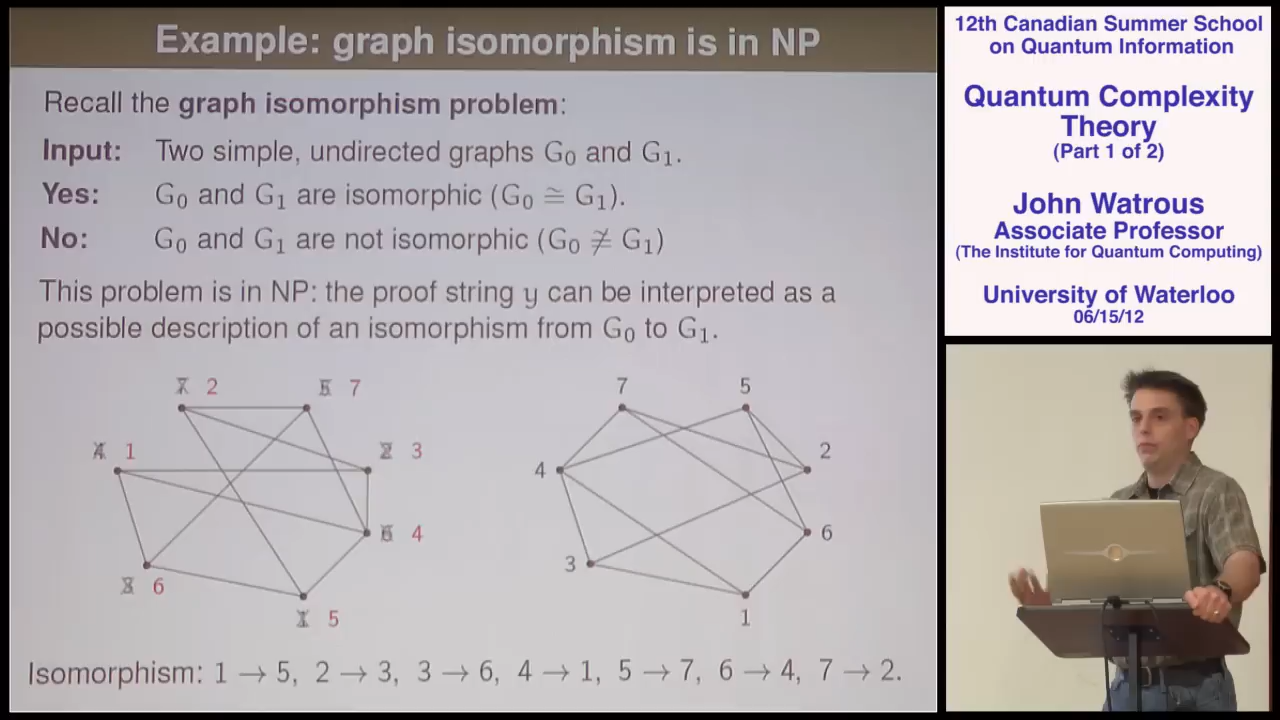 Example: graph isomorphism is in NP
Recall the graph isomorphism problem:
Input: Two simple, undirected graphs G₀ and G₁.
Yes: G₀ and G₁ are isomorphic (G₀ ≅ G₁).
No: G₀ and G₁ are not isomorphic (G₀ ≇ G₁)
This problem is in NP: the proof string y can be interpreted as a
possible description of an isomorphism from G₀ to G₁.
7 2 5 7
4 1 2 3
6 4
3 6
1 5
7 5
2
4
6
3
1
Isomorphism: 1 → 5, 2 → 3, 3 → 6, 4 → 1, 5 → 7, 6 → 4, 7 → 2.
12th Canadian Summer School
on Quantum Information
Quantum Complexity
Theory
(Part 1 of 2)
John Watrous
Associate Professor
(The Institute for Quantum Computing)
University of Waterloo
06/15/12